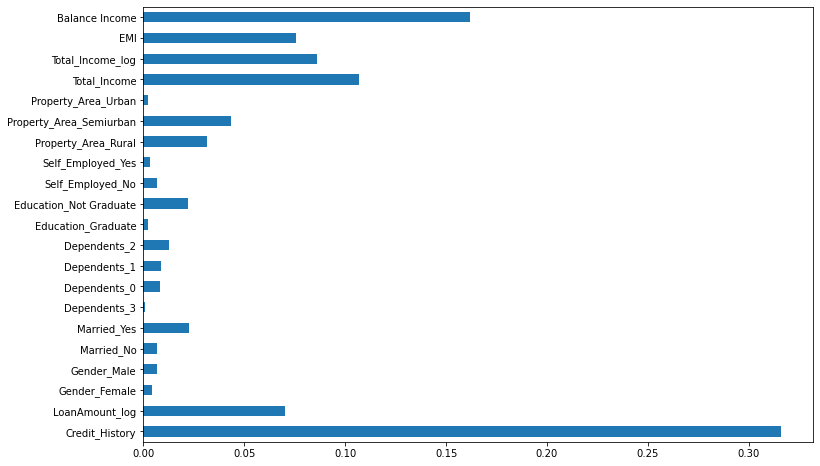 Balance Income
EMI
Total_Income_log
Total_Income
Property_Area_Urban
Property_Area_Semiurban
Property_Area_Rural
Self_Employed_Yes
Self_Employed_No
Education_Not Graduate
Education_Graduate
Dependents_2
Dependents_1
Dependents_0
Dependents_3
Married_Yes
Married_No
Gender_Male
Gender_Female
LoanAmount_log
Credit_History
0.00 0.05 0.10 0.15 0.20 0.25 0.30